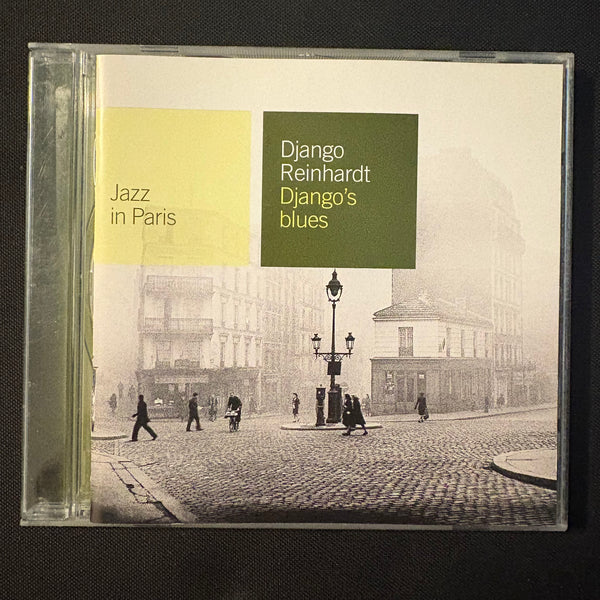 Jazz
in Paris
Django
Reinhardt
Django's
blues